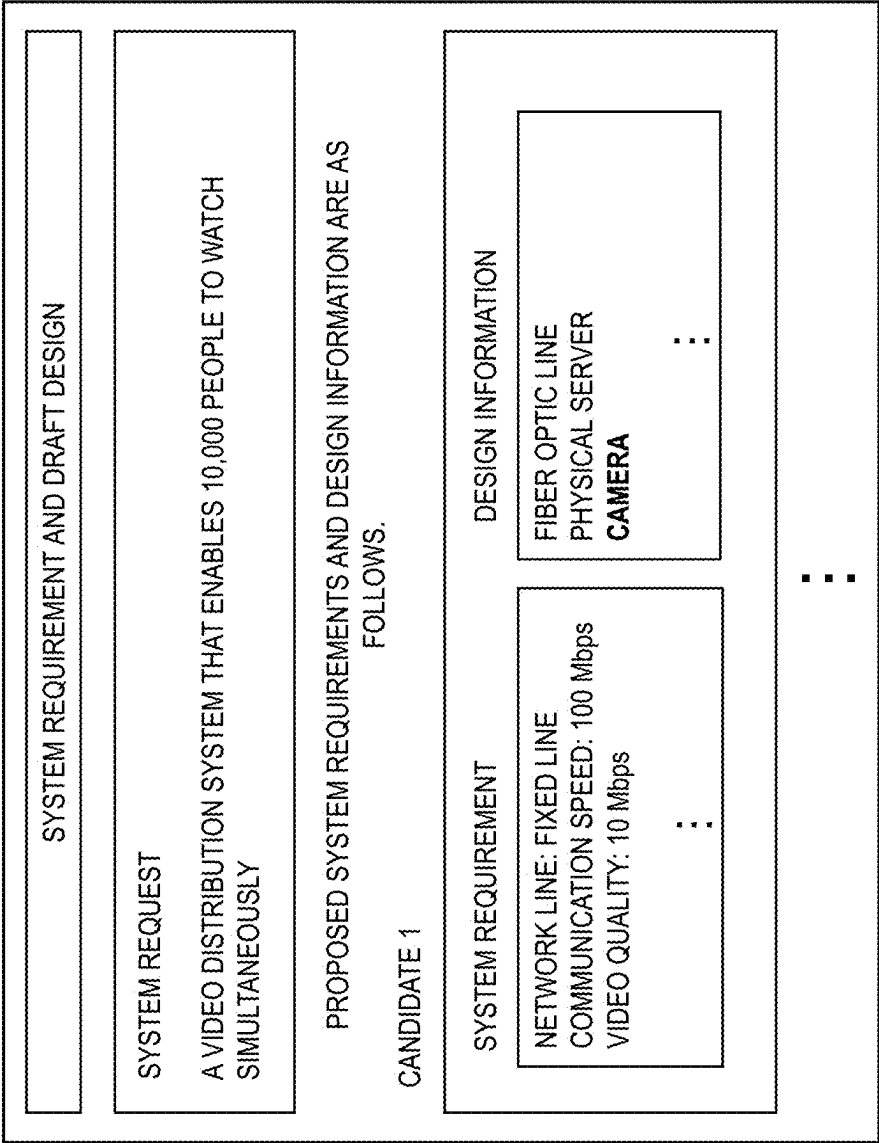 SYSTEM REQUIREMENT AND DRAFT DESIGN
SYSTEM REQUEST
A VIDEO DISTRIBUTION SYSTEM THAT ENABLES 10,000 PEOPLE TO WATCH
SIMULTANEOUSLY
PROPOSED SYSTEM REQUIREMENTS AND DESIGN INFORMATION ARE AS
FOLLOWS.
CANDIDATE 1
SYSTEM REQUIREMENT
NETWORK LINE: FIXED LINE
COMMUNICATION SPEED: 100 Mbps
VIDEO QUALITY: 10 Mbps
⋮
DESIGN INFORMATION
FIBER OPTIC LINE
PHYSICAL SERVER
CAMERA
⋮
⋮